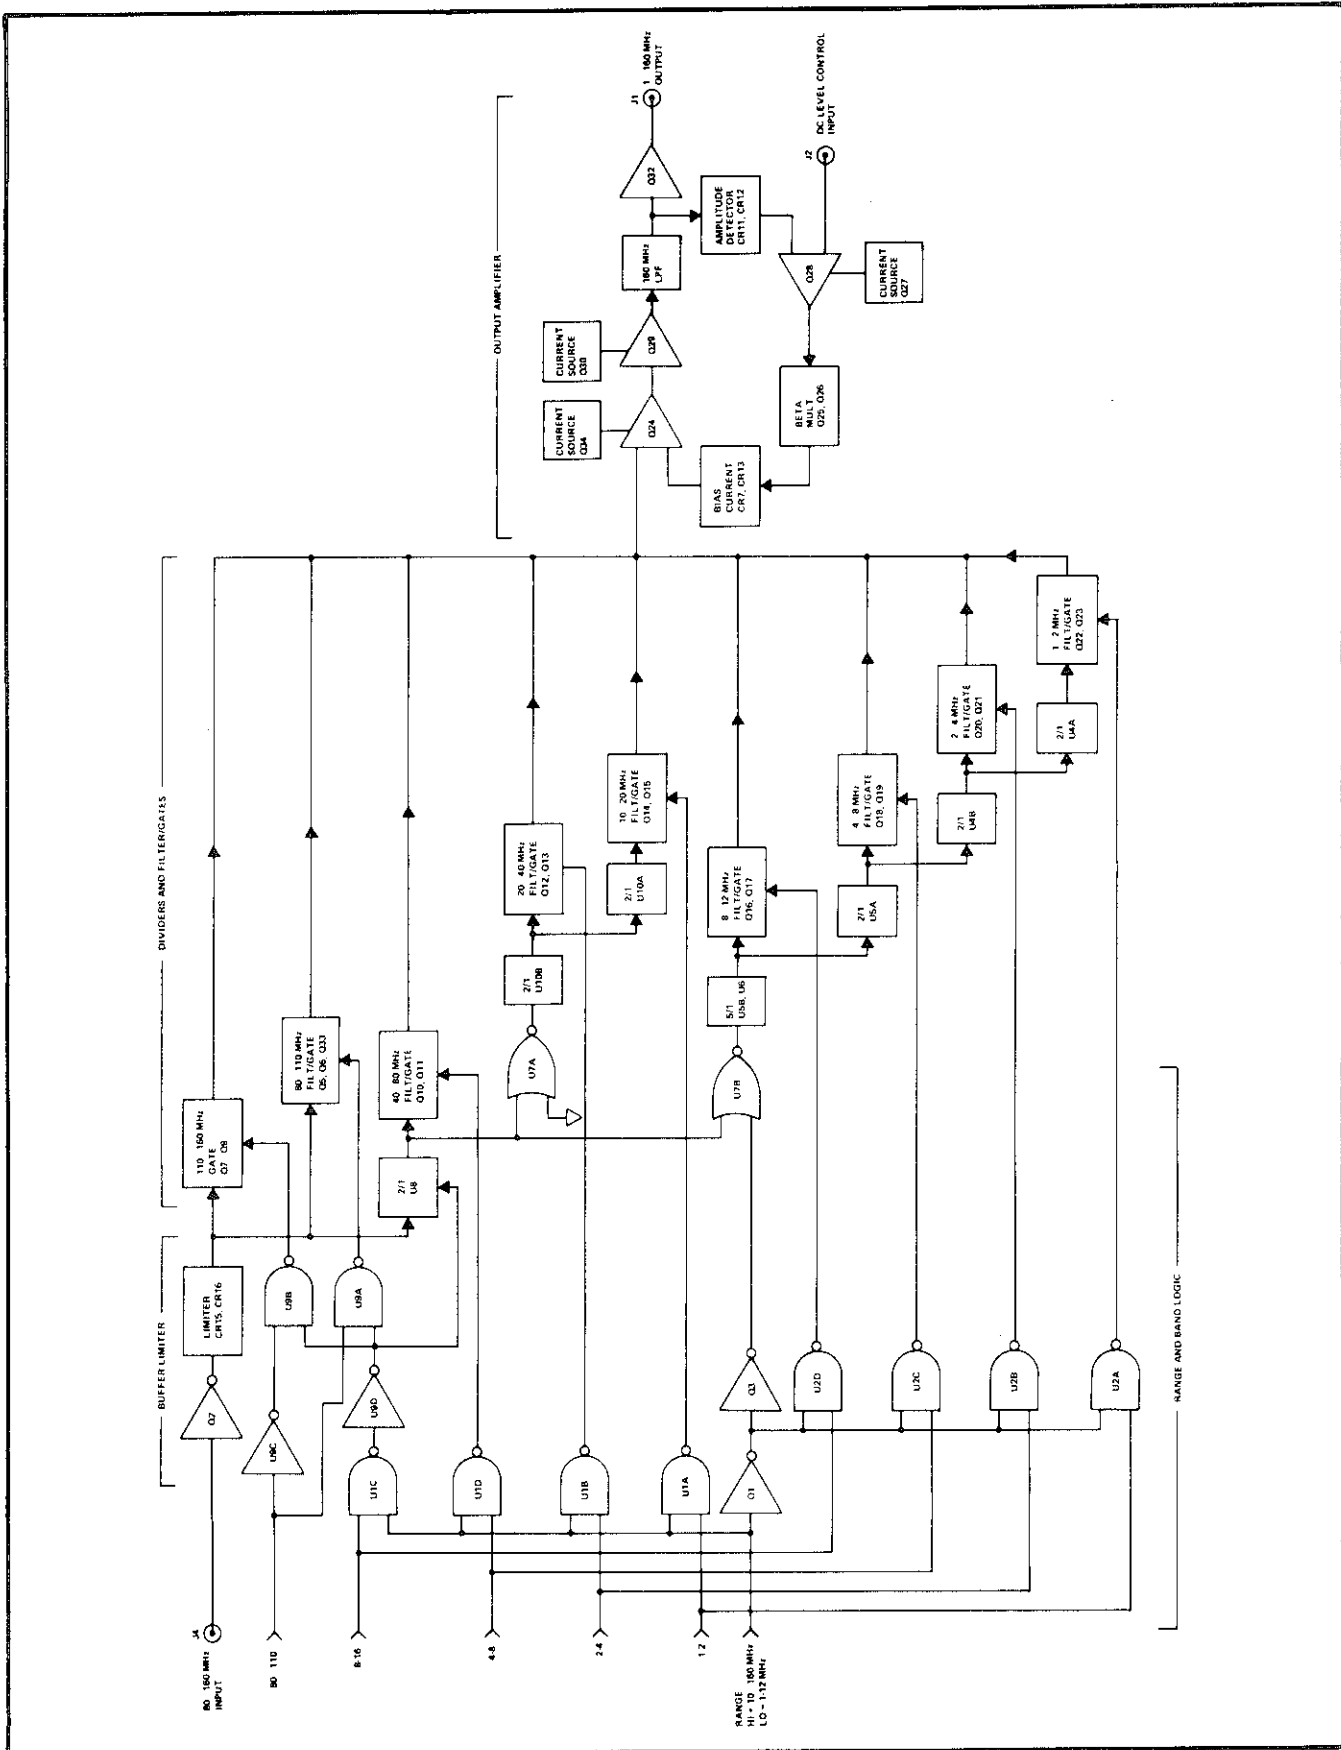 BUFFER LIMITER
DIVIDERS AND FILTER/GATES
OUTPUT AMPLIFIER
RANGE AND BAND LOGIC
80 160 MHz
INPUT
J4
LIMITER
CR15, CR16
110 160 MHz
GATE
80 110
U9C
U9B
U9A
80 110 MHz
FILT/GATE
Q5, Q6, Q33
8-16
U1C
U9D
2/1
U8
40 80 MHz
FILT/GATE
Q10, Q11
4-8
U1D
U7A
2/1
U10B
20 40 MHz
FILT/GATE
Q12, Q13
2-4
U1B
2/1
U10A
10 20 MHz
FILT/GATE
Q14, Q15
1-2
U1A
RANGE
HI = 10 160 MHz
LO = 1-12 MHz
Q1
Q3
U7B
5/1
U5B, U6
8 12 MHz
FILT/GATE
Q16, Q17
U2D
2/1
U5A
4 8 MHz
FILT/GATE
Q18, Q19
U2C
2/1
U4B
2 4 MHz
FILT/GATE
Q20, Q21
U2B
2/1
U4A
1 2 MHz
FILT/GATE
Q22, Q23
U2A
CURRENT
SOURCE
Q34
CURRENT
SOURCE
Q30
Q24
Q29
160 MHz
LPF
Q32
J1
1 160 MHz
OUTPUT
BIAS
CURRENT
CR7, CR13
AMPLITUDE
DETECTOR
CR11, CR12
BETA
MULT
Q25, Q26
Q28
J2
DC LEVEL CONTROL
INPUT
CURRENT
SOURCE
Q27